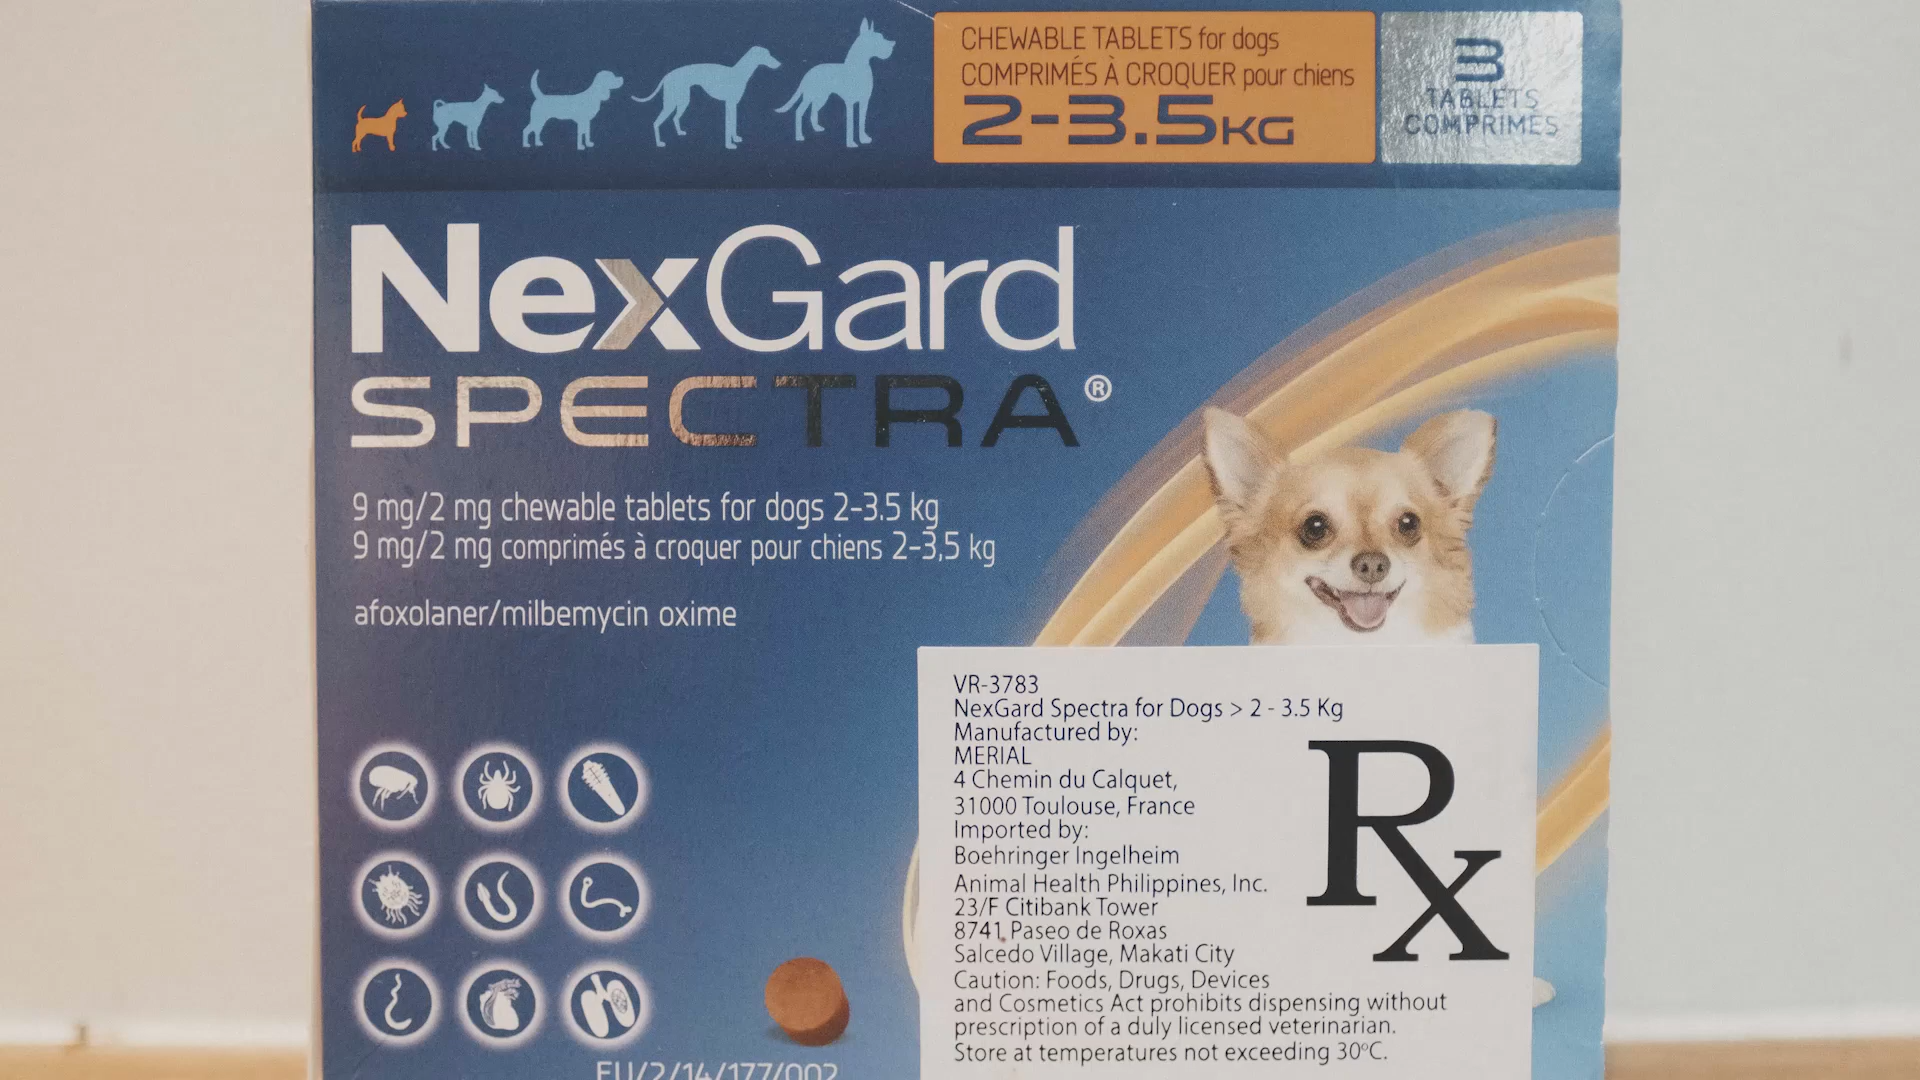 CHEWABLE TABLETS for dogs
COMPRIMÉS À CROQUER pour chiens
2-3.5KG
3
TABLETS
COMPRIMÉS
NexGard
SPECTRA®
9 mg/2 mg chewable tablets for dogs 2-3.5 kg
9 mg/2 mg comprimés à croquer pour chiens 2-3,5 kg
afoxolaner/milbemycin oxime
VR-3783
NexGard Spectra for Dogs > 2 - 3.5 Kg
Manufactured by:
MERIAL
4 Chemin du Calquet,
31000 Toulouse, France
Imported by:
Boehringer Ingelheim
Animal Health Philippines, Inc.
23/F Citibank Tower
8741 Paseo de Roxas
Salcedo Village, Makati City
Caution: Foods, Drugs, Devices
and Cosmetics Act prohibits dispensing without
prescription of a duly licensed veterinarian.
Store at temperatures not exceeding 30°C.
Rx
EU/2/14/177/002